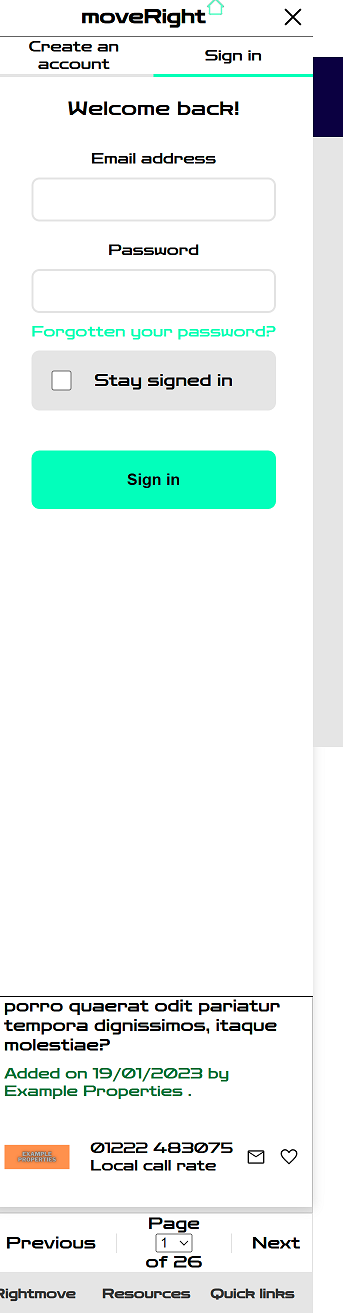 moveRight
Create an
account
Sign in
Welcome back!
Email address
Password
Forgotten your password?
Stay signed in
Sign in
porro quaerat odit pariatur
tempora dignissimos, itaque
molestiae?
Added on 19/01/2023 by
Example Properties .
EXAMPLE
PROPERTIES
01222 483075
Local call rate
Previous
Page
1
of 26
Next
Rightmove
Resources
Quick links